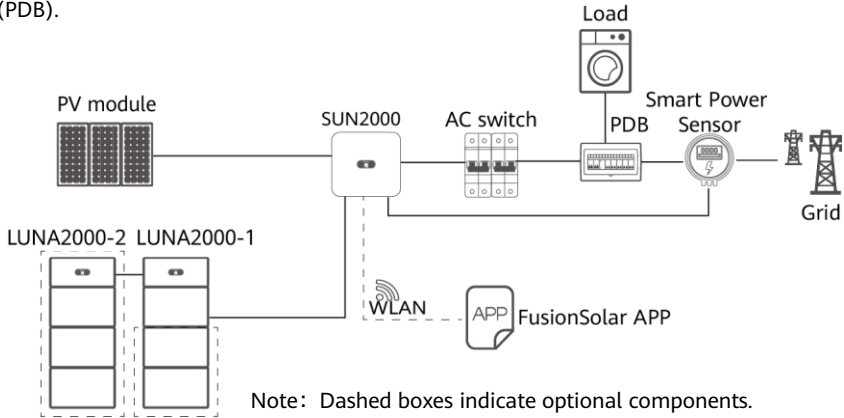 (PDB).
Load
PV module
SUN2000
AC switch
PDB
Smart Power
Sensor
Grid
LUNA2000-2 LUNA2000-1
WLAN
APP
FusionSolar APP
Note: Dashed boxes indicate optional components.